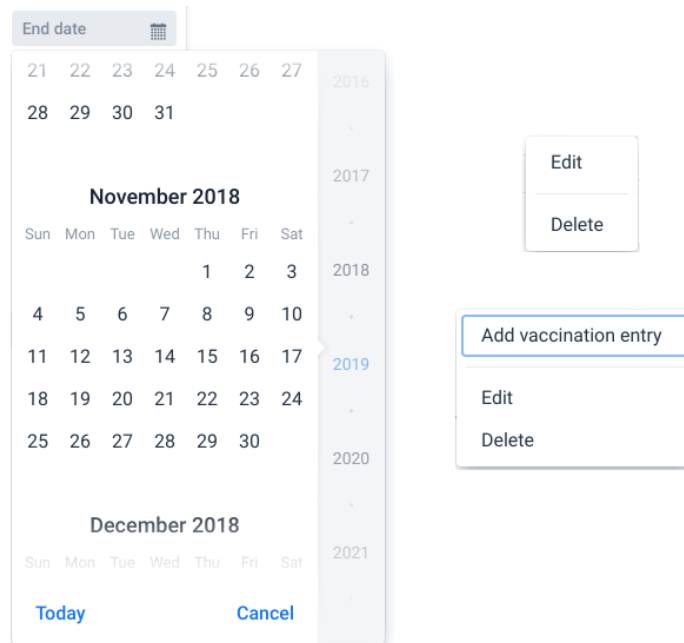 End date
21 22 23 24 25 26 27
28 29 30 31
November 2018
Sun Mon Tue Wed Thu Fri Sat
1 2 3
4 5 6 7 8 9 10
11 12 13 14 15 16 17
18 19 20 21 22 23 24
25 26 27 28 29 30
December 2018
Sun Mon Tue Wed Thu Fri Sat
Today Cancel
2016
2017
2018
2019
2020
2021
Edit
Delete
Add vaccination entry
Edit
Delete